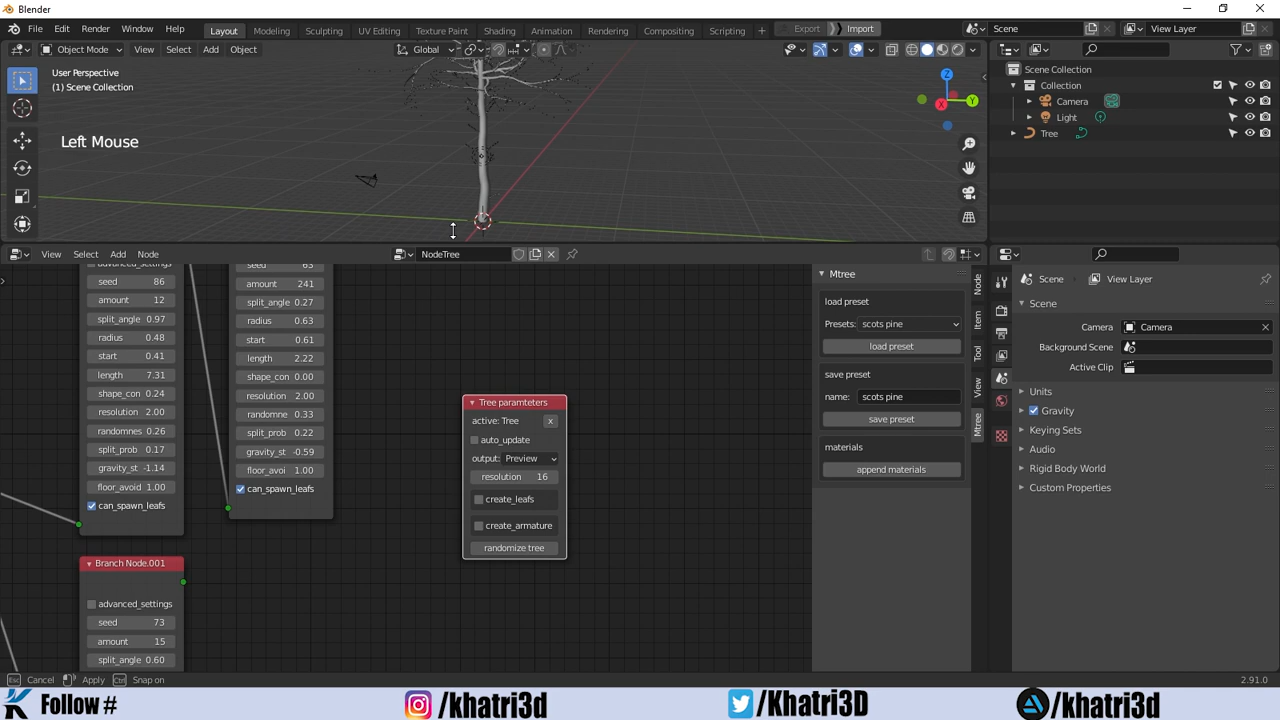 Blender
File Edit Render Window Help Layout Modeling Sculpting UV Editing Texture Paint Shading Animation Rendering Compositing Scripting + Export Import Scene View Layer
Object Mode View Select Add Object Global
User Perspective
(1) Scene Collection
Left Mouse
Z
Y
X
Scene Collection
Collection
Camera
Light
Tree
View Select Add Node NodeTree
seed 86
amount 12
split_angle 0.97
radius 0.48
start 0.41
length 7.31
shape_con 0.24
resolution 2.00
randomnes 0.26
split_prob 0.17
gravity_st -1.14
floor_avoid 1.00
can_spawn_leafs
Branch Node.001
advanced_settings
seed 73
amount 15
split_angle 0.60
seed 63
amount 241
split_angle 0.27
radius 0.63
start 0.61
length 2.22
shape_con 0.00
resolution 2.00
randomne 0.33
split_prob 0.22
gravity_st -0.59
floor_avoi 1.00
can_spawn_leafs
Tree paramteters
active: Tree x
auto_update
output: Preview
resolution 16
create_leafs
create_armature
randomize tree
Mtree
load preset
Presets: scots pine
load preset
save preset
name: scots pine
save preset
materials
append materials
Node
Item
Tool
View
Mtree
Scene View Layer
Scene
Camera Camera
Background Scene
Active Clip
Units
Gravity
Keying Sets
Audio
Rigid Body World
Custom Properties
Esc Cancel Apply Ctrl Snap on 2.91.0
Follow # /khatri3d /Khatri3D /khatri3d